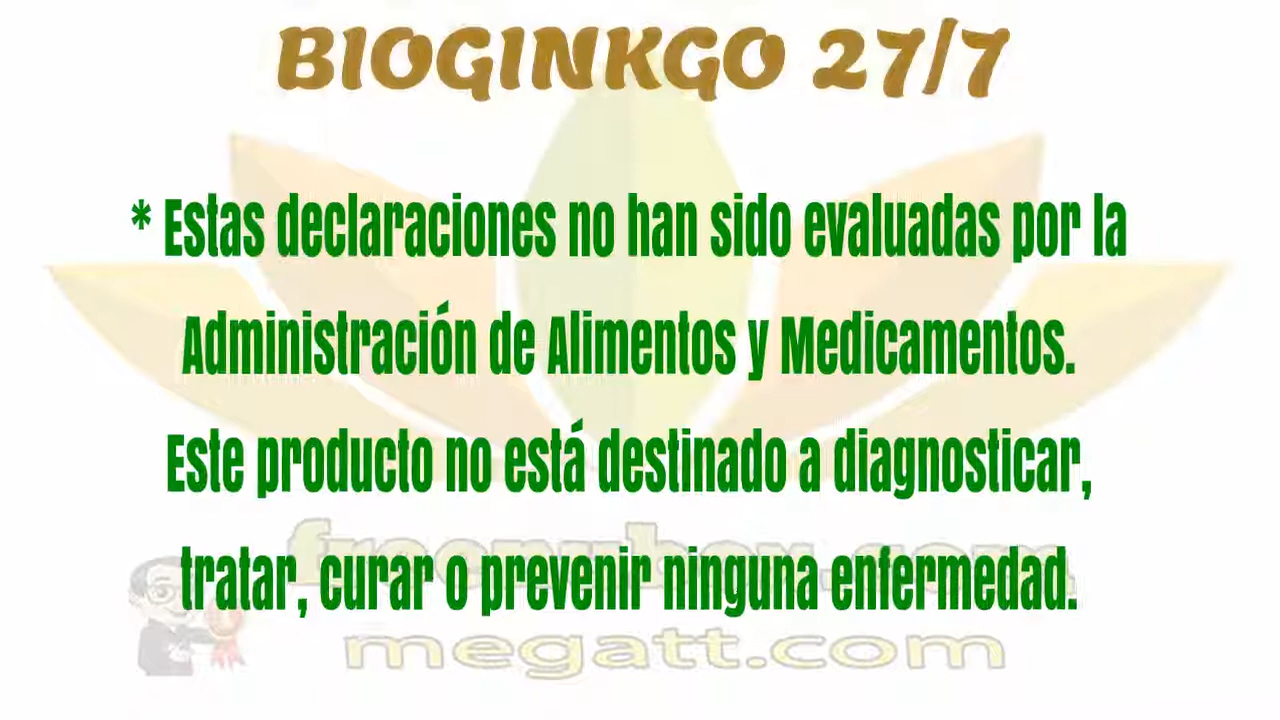 BIOGINKGO 27/7
* Estas declaraciones no han sido evaluadas por la
Administración de Alimentos y Medicamentos.
Este producto no está destinado a diagnosticar,
tratar, curar o prevenir ninguna enfermedad.
megatt.com